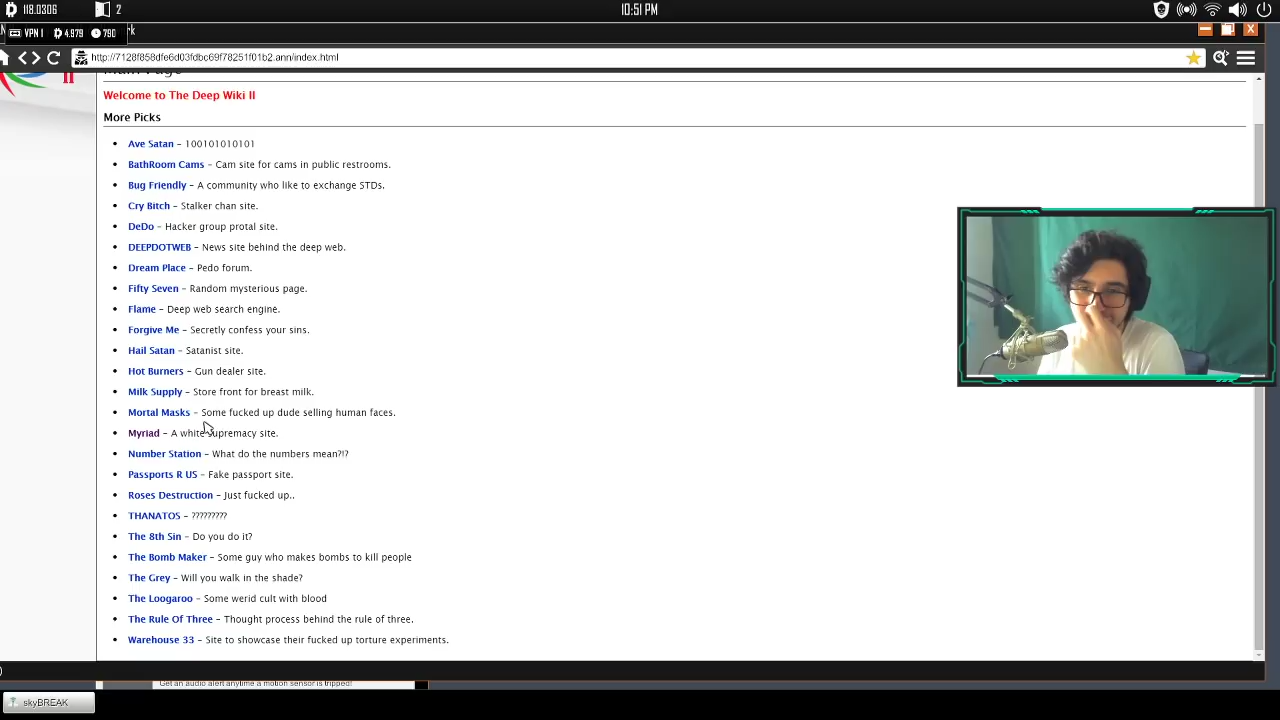 118.0306
2
10:51 PM
VPN I
4.979
790
rk
http://7128f858dfe6d03fdbc69f78251f01b2.ann/index.html
Main Page
II
Welcome to The Deep Wiki II
More Picks
Ave Satan – 100101010101
BathRoom Cams – Cam site for cams in public restrooms.
Bug Friendly – A community who like to exchange STDs.
Cry Bitch – Stalker chan site.
DeDo – Hacker group protal site.
DEEPDOTWEB – News site behind the deep web.
Dream Place – Pedo forum.
Fifty Seven – Random mysterious page.
Flame – Deep web search engine.
Forgive Me – Secretly confess your sins.
Hail Satan – Satanist site.
Hot Burners – Gun dealer site.
Milk Supply – Store front for breast milk.
Mortal Masks – Some fucked up dude selling human faces.
Myriad – A white supremacy site.
Number Station – What do the numbers mean?!?
Passports R US – Fake passport site.
Roses Destruction – Just fucked up..
THANATOS – ?????????
The 8th Sin – Do you do it?
The Bomb Maker – Some guy who makes bombs to kill people
The Grey – Will you walk in the shade?
The Loogaroo – Some werid cult with blood
The Rule Of Three – Thought process behind the rule of three.
Warehouse 33 – Site to showcase their fucked up torture experiments.
Get an audio alert anytime a motion sensor is tripped!
skyBREAK